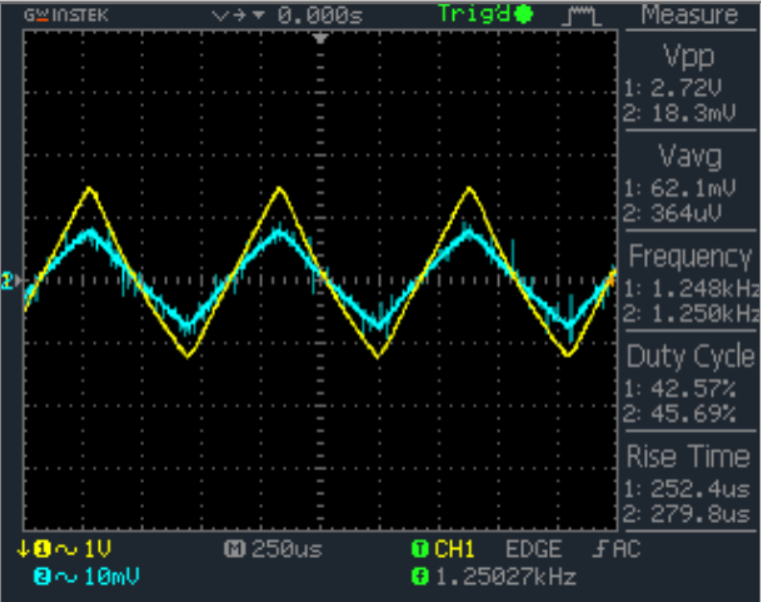 GWINSTEK 0.000s Trig'd Measure
Vpp
1: 2.72V
2: 18.3mV
Vavg
1: 62.1mV
2: 364uV
Frequency
1: 1.248kHz
2: 1.250kHz
Duty Cycle
1: 42.57%
2: 45.69%
Rise Time
1: 252.4us
2: 279.8us
2
1 1V M 250us T CH1 EDGE AC
2 10mV f 1.25027kHz